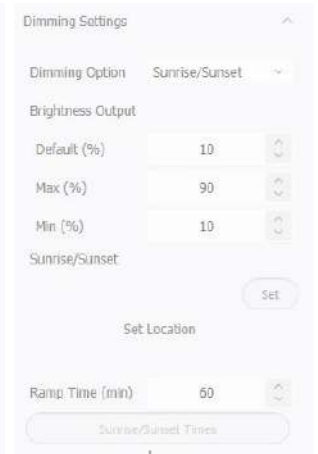 Dimming Settings
Dimming Option Sunrise/Sunset
Brightness Output
Default (%) 10
Max (%) 90
Min (%) 10
Sunrise/Sunset
Set
Set Location
Ramp Time (min) 60
Sunrise/Sunset Times